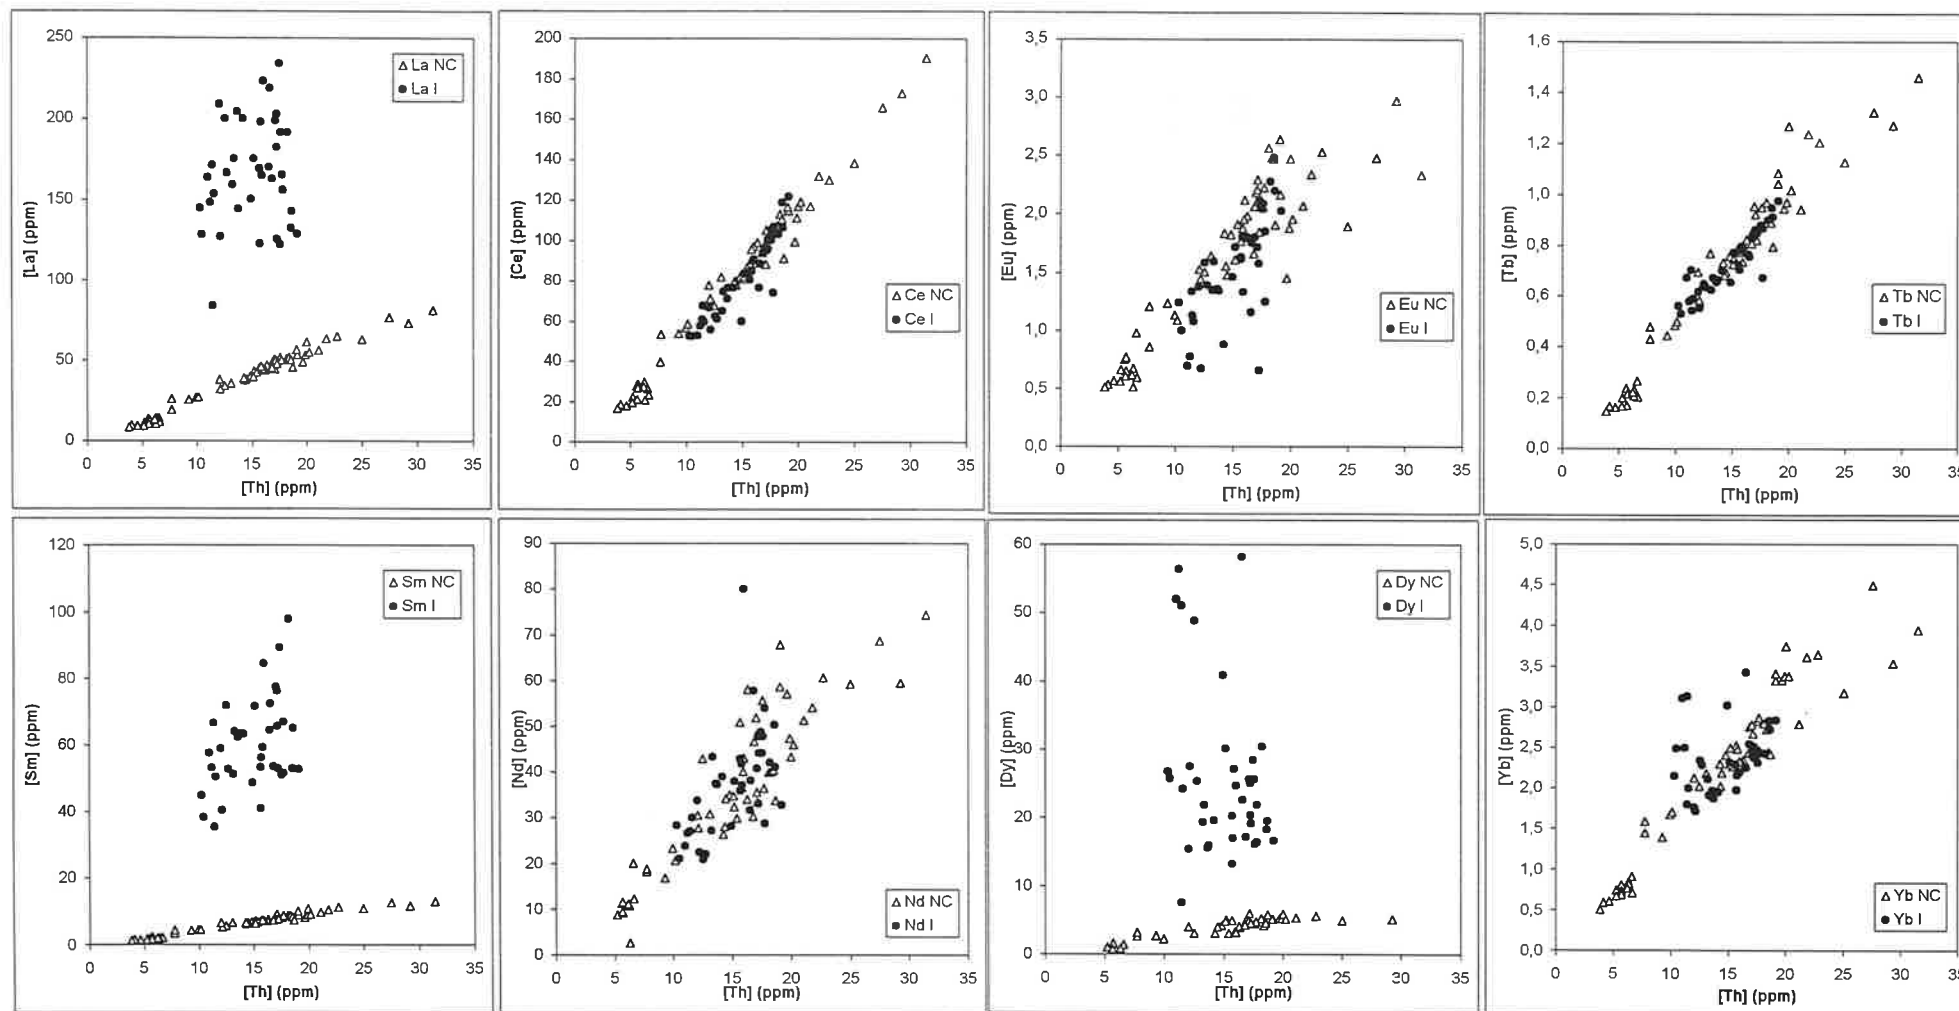 250
200
150
100
50
0
0 5 10 15 20 25 30 35
[La] (ppm)
[Th] (ppm)
La NC
La I
200
180
160
140
120
100
80
60
40
20
0
0 5 10 15 20 25 30 35
[Ce] (ppm)
[Th] (ppm)
Ce NC
Ce I
3,5
3,0
2,5
2,0
1,5
1,0
0,5
0,0
0 5 10 15 20 25 30 35
[Eu] (ppm)
[Th] (ppm)
Eu NC
Eu I
1,6
1,4
1,2
1,0
0,8
0,6
0,4
0,2
0,0
0 5 10 15 20 25 30 35
[Tb] (ppm)
[Th] (ppm)
Tb NC
Tb I
120
100
80
60
40
20
0
0 5 10 15 20 25 30 35
[Sm] (ppm)
[Th] (ppm)
Sm NC
Sm I
90
80
70
60
50
40
30
20
10
0
0 5 10 15 20 25 30 35
[Nd] (ppm)
[Th] (ppm)
Nd NC
Nd I
60
50
40
30
20
10
0
0 5 10 15 20 25 30 35
[Dy] (ppm)
[Th] (ppm)
Dy NC
Dy I
5,0
4,5
4,0
3,5
3,0
2,5
2,0
1,5
1,0
0,5
0,0
0 5 10 15 20 25 30 35
[Yb] (ppm)
[Th] (ppm)
Yb NC
Yb I